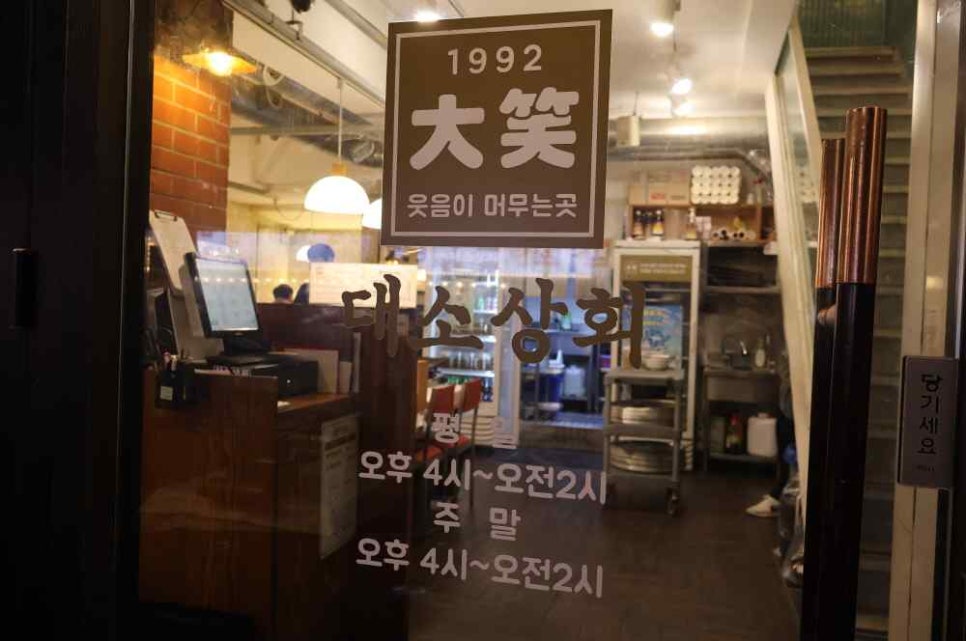 1992
大笑
웃음이 머무는곳
대소상회
평 일
오후 4시~오전2시
주 말
오후 4시~오전2시
당기세요